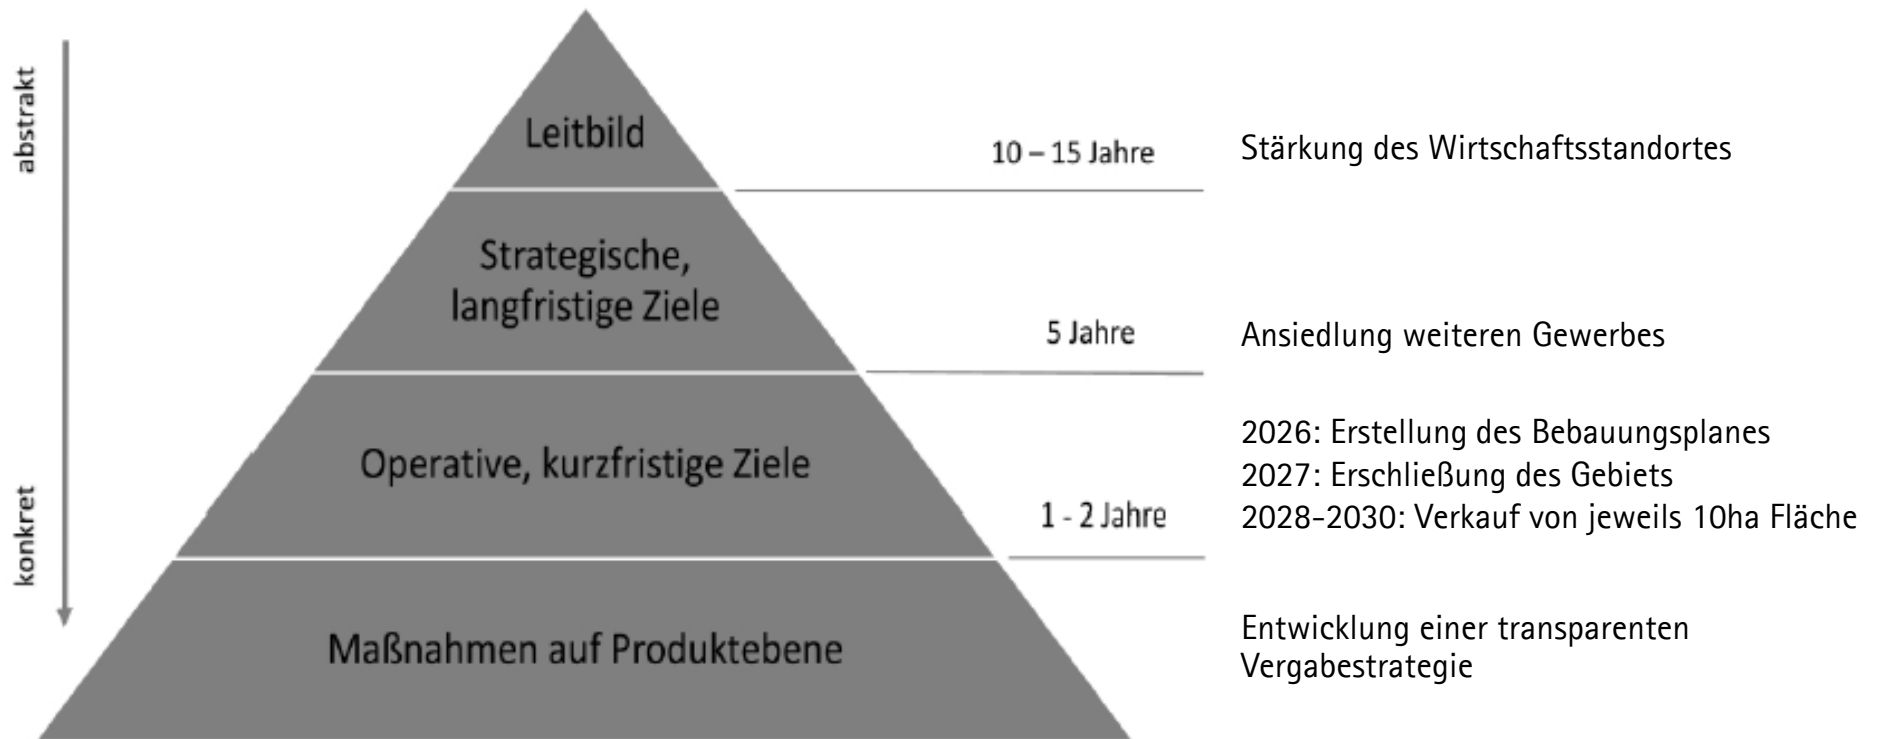 abstrakt
konkret
Leitbild
10 – 15 Jahre
Stärkung des Wirtschaftsstandortes
Strategische,
langfristige Ziele
5 Jahre
Ansiedlung weiteren Gewerbes
Operative, kurzfristige Ziele
1 - 2 Jahre
2026: Erstellung des Bebauungsplanes
2027: Erschließung des Gebiets
2028-2030: Verkauf von jeweils 10ha Fläche
Maßnahmen auf Produktebene
Entwicklung einer transparenten
Vergabestrategie